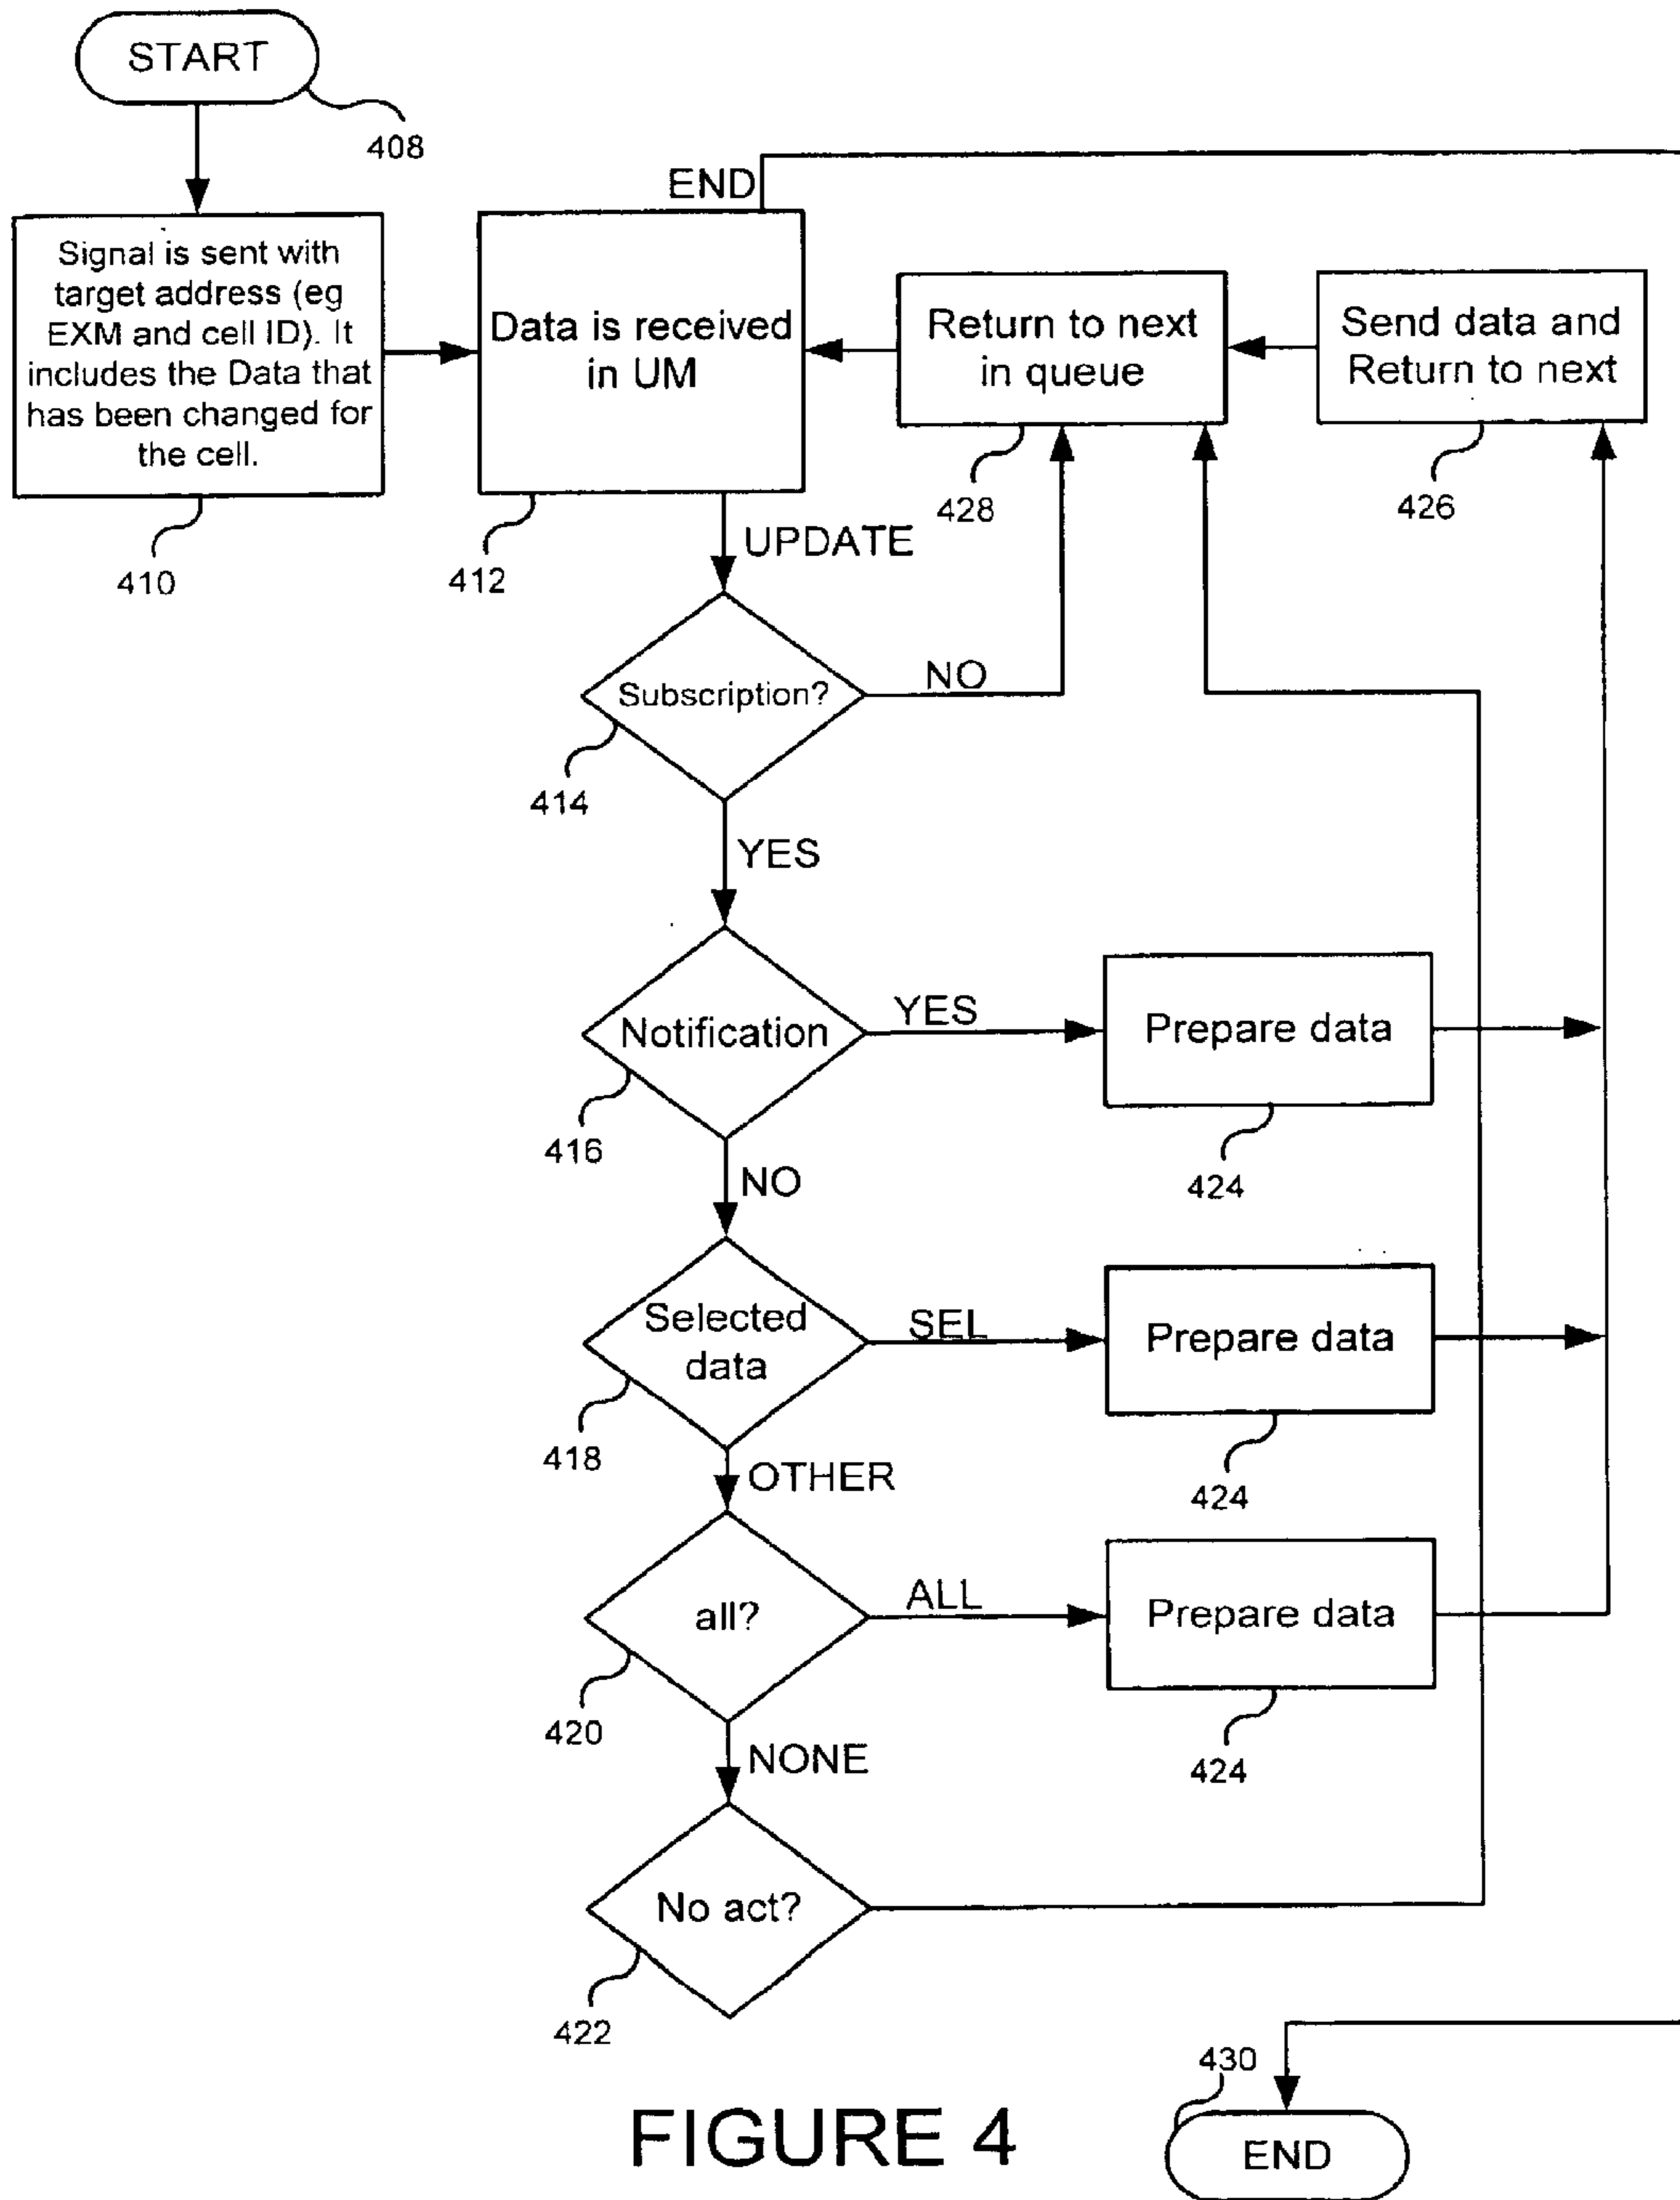 START
408
END
Signal is sent with
target address (eg
EXM and cell ID). It
includes the Data that
has been changed for
the cell.
410
Data is received
in UM
412
Return to next
in queue
428
Send data and
Return to next
426
UPDATE
Subscription?
NO
414
YES
Notification
YES
Prepare data
416
424
NO
Selected
data
SEL
Prepare data
418
424
OTHER
all?
ALL
Prepare data
420
424
NONE
No act?
422
430
END
FIGURE 4